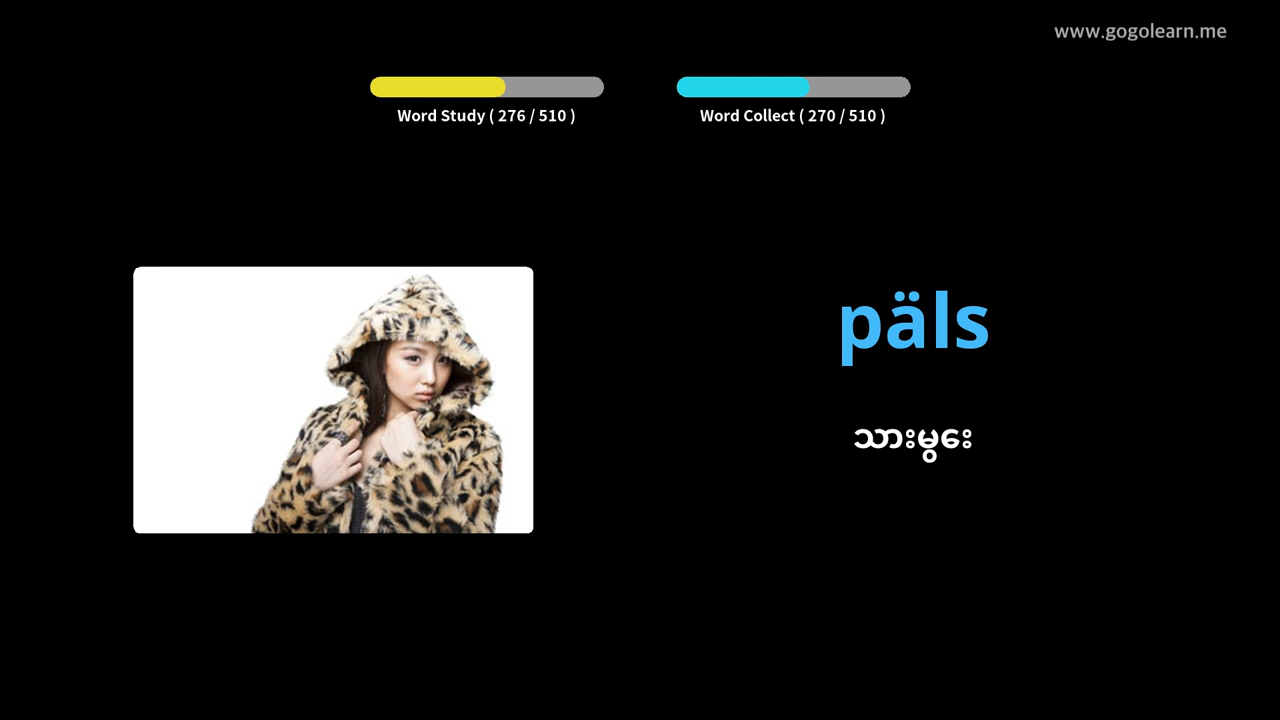 www.gogolearn.me
Word Study ( 276 / 510 )
Word Collect ( 270 / 510 )
päls
သားမွေး